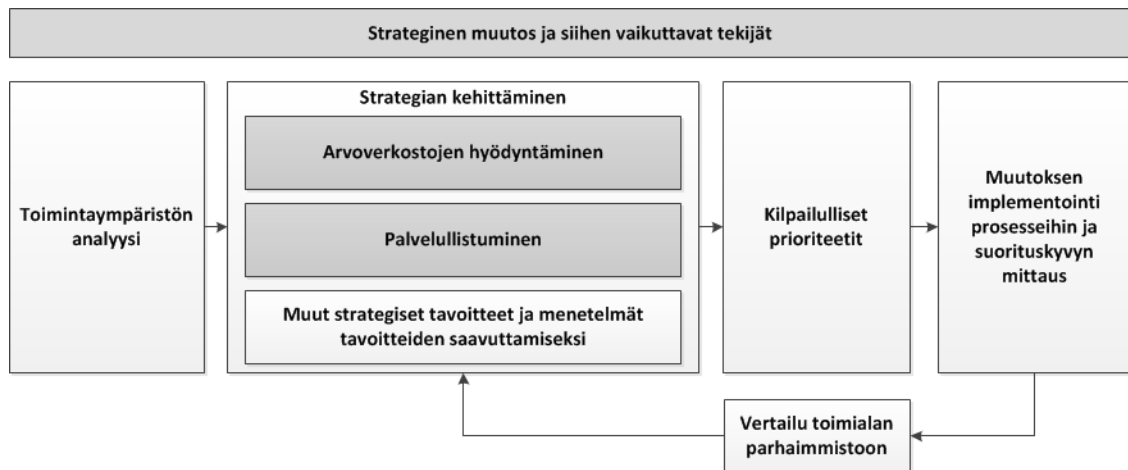 Strateginen muutos ja siihen vaikuttavat tekijät
Toimintaympäristön
analyysi
Strategian kehittäminen
Arvoverkostojen hyödyntäminen
Palvelullistuminen
Muut strategiset tavoitteet ja menetelmät
tavoitteiden saavuttamiseksi
Kilpailulliset
prioriteetit
Muutoksen
implementointi
prosesseihin ja
suorituskyvyn
mittaus
Vertailu toimialan
parhaimmistoon